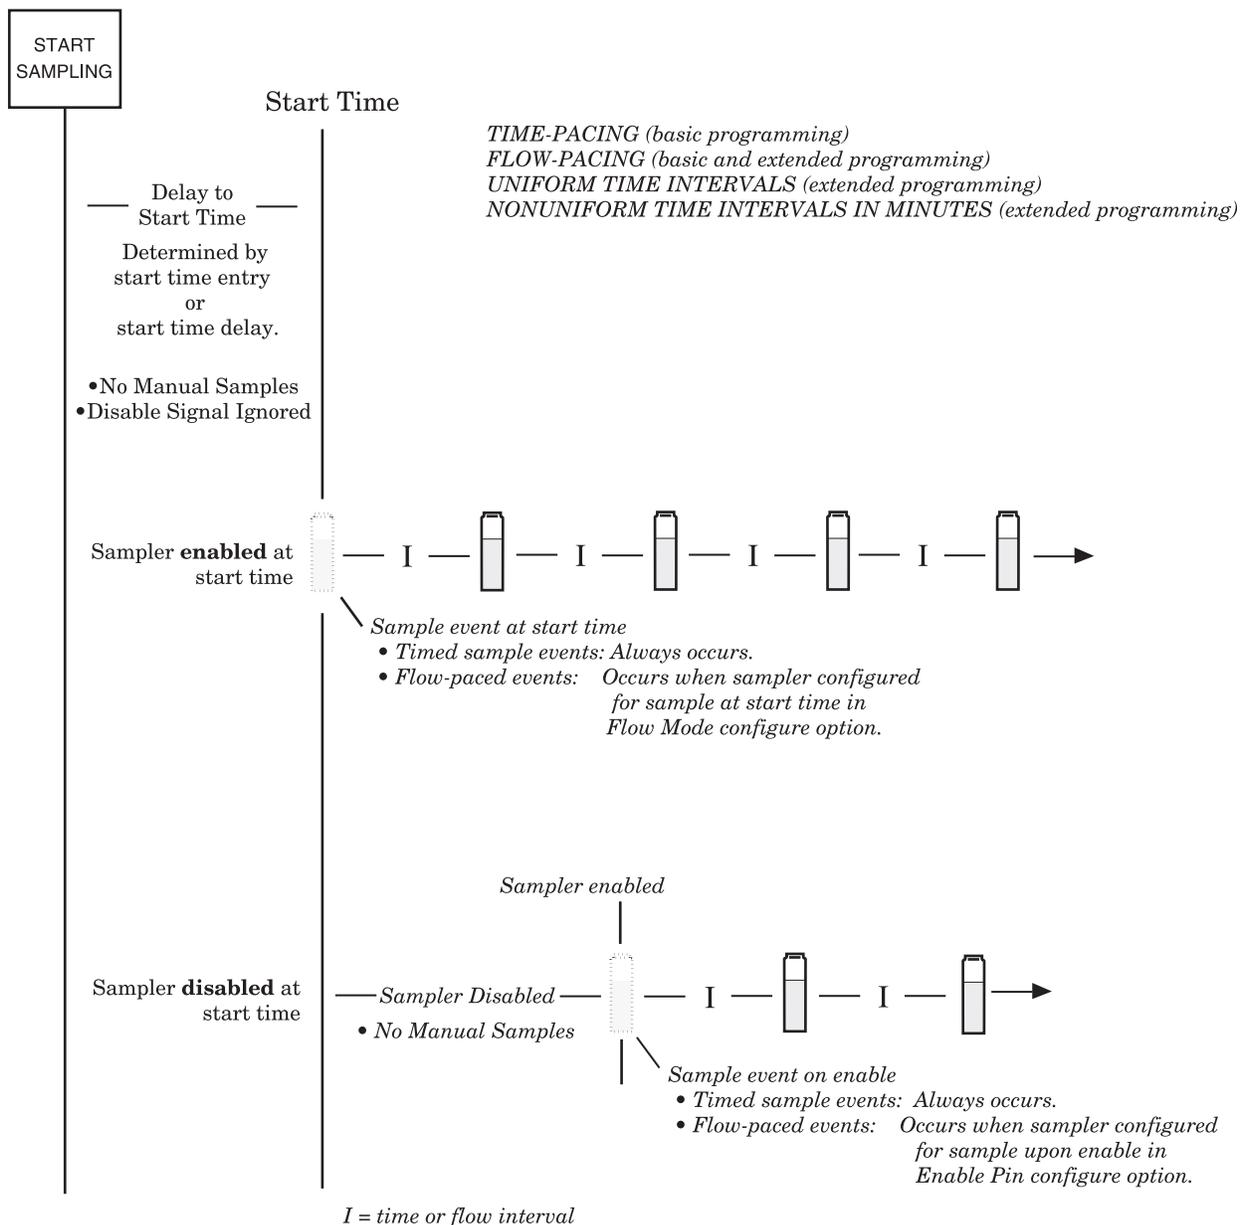 START
SAMPLING
Start Time
TIME-PACING (basic programming)
FLOW-PACING (basic and extended programming)
UNIFORM TIME INTERVALS (extended programming)
NONUNIFORM TIME INTERVALS IN MINUTES (extended programming)
Delay to
Start Time
Determined by
start time entry
or
start time delay.
•No Manual Samples
•Disable Signal Ignored
Sampler enabled at
start time
I I I I
Sample event at start time
• Timed sample events: Always occurs.
• Flow-paced events: Occurs when sampler configured
for sample at start time in
Flow Mode configure option.
Sampler enabled
Sampler disabled at
start time
Sampler Disabled
I I
• No Manual Samples
Sample event on enable
• Timed sample events: Always occurs.
• Flow-paced events: Occurs when sampler configured
for sample upon enable in
Enable Pin configure option.
I = time or flow interval